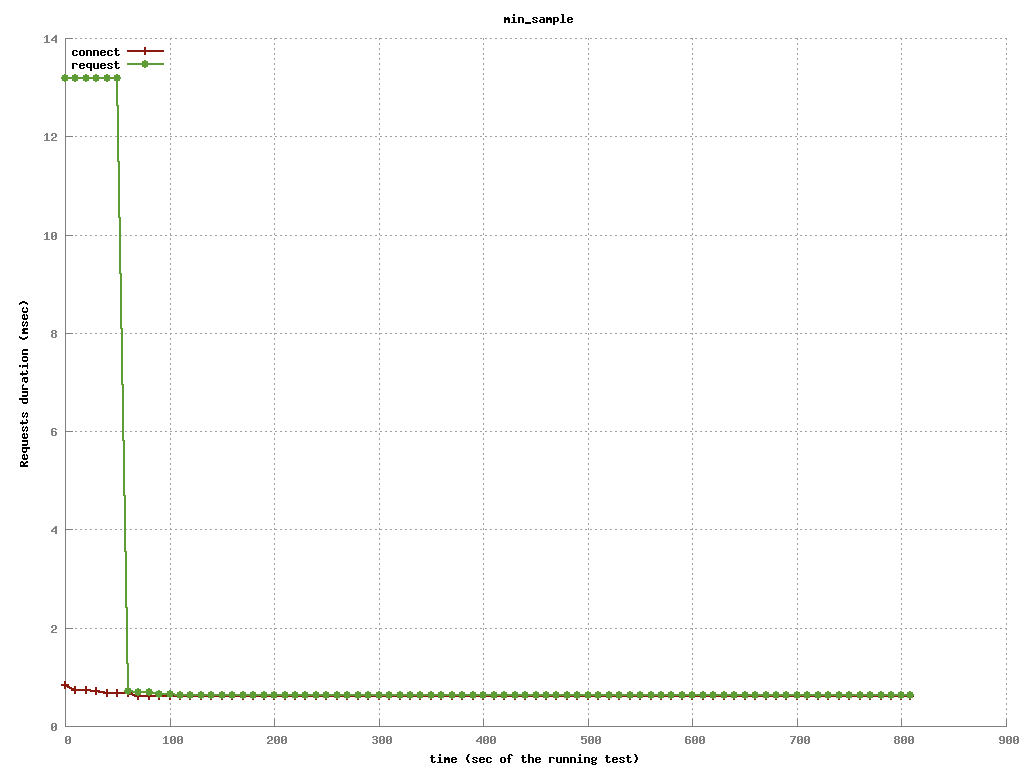 min_sample
14
connect
request
12
10
8
Requests duration (msec)
6
4
2
0
0 100 200 300 400 500 600 700 800 900
time (sec of the running test)